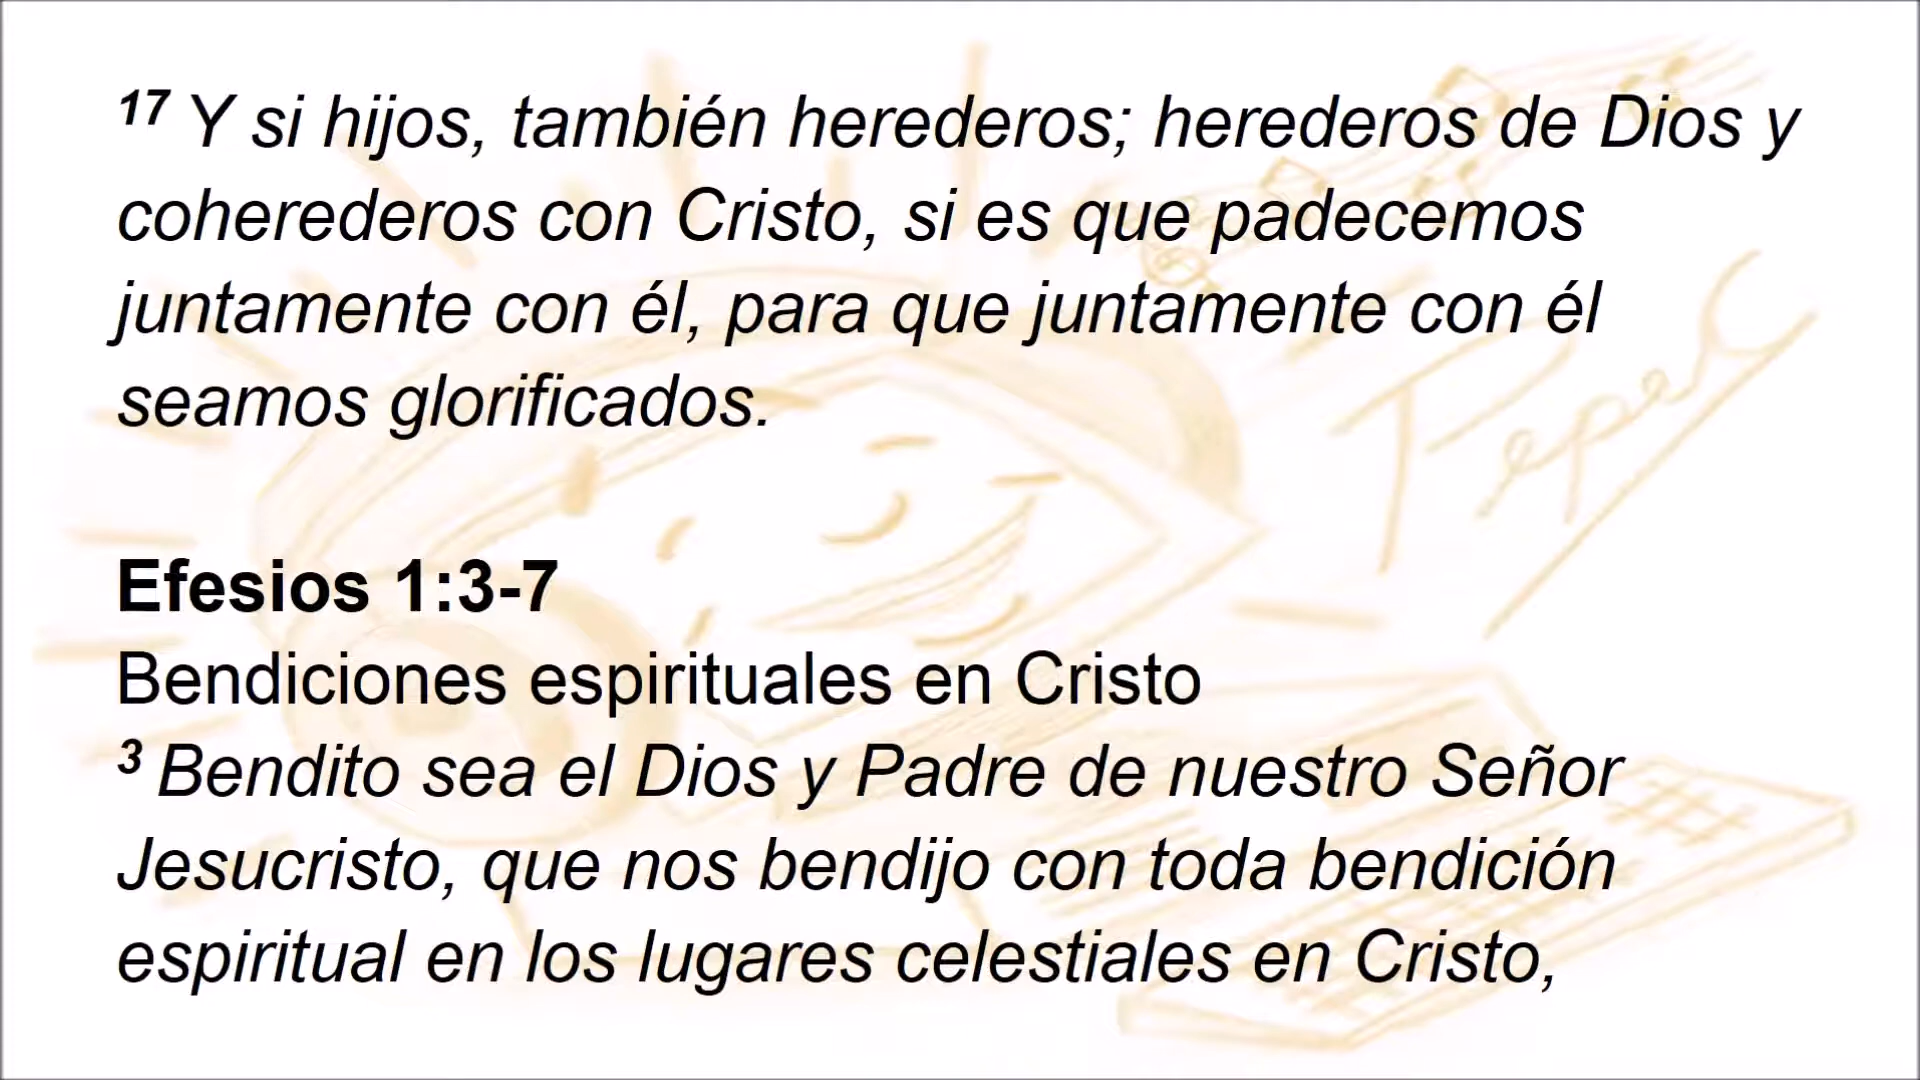 17 Y si hijos, también herederos; herederos de Dios y
coherederos con Cristo, si es que padecemos
juntamente con él, para que juntamente con él
seamos glorificados.
Efesios 1:3-7
Bendiciones espirituales en Cristo
3 Bendito sea el Dios y Padre de nuestro Señor
Jesucristo, que nos bendijo con toda bendición
espiritual en los lugares celestiales en Cristo,